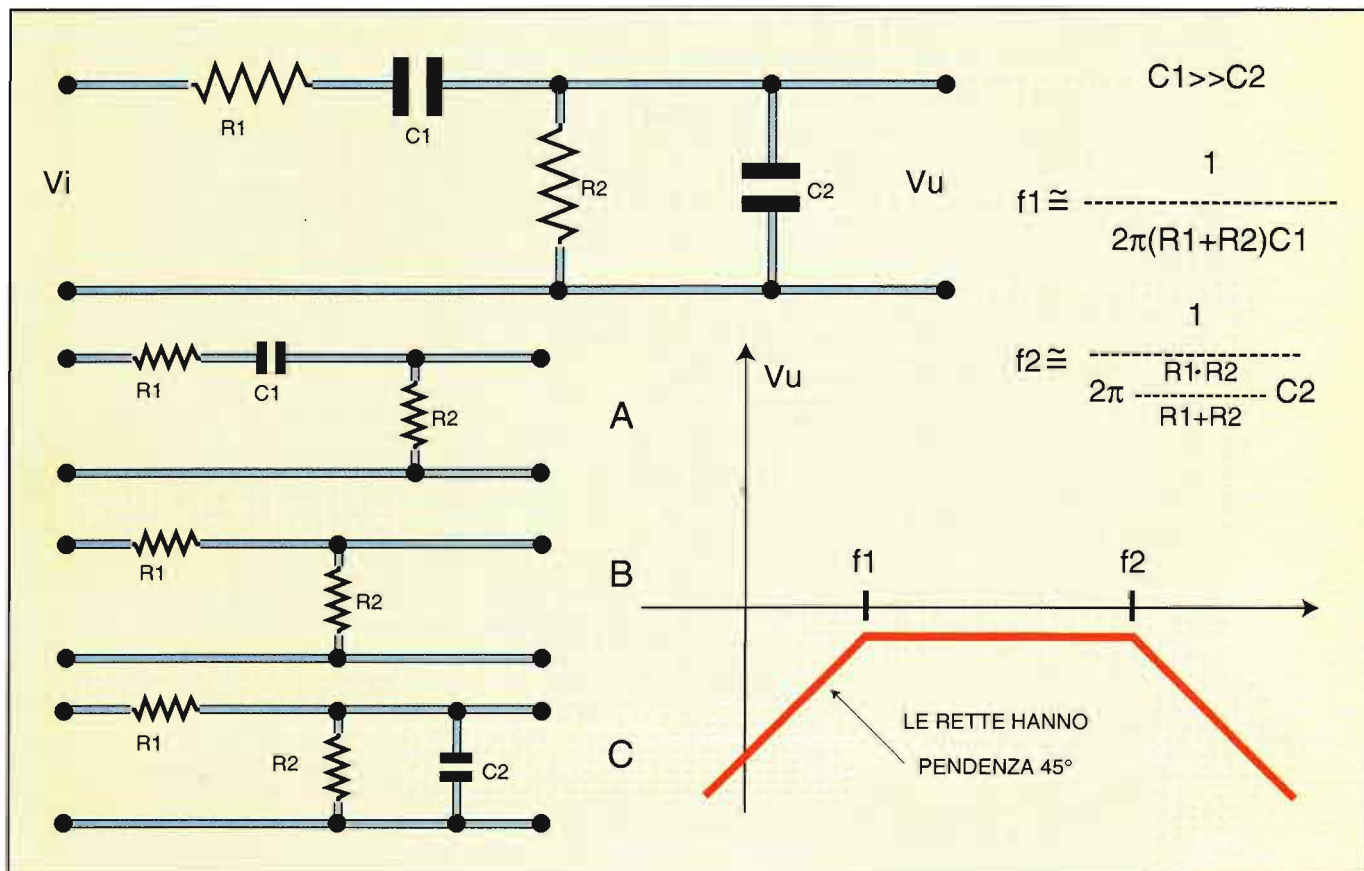 R1
C1
R2
C2
Vi
Vu
C1>>C2
f1≅ 1
2π(R1+R2)C1
f2≅ 1
2π R1·R2 C2
R1+R2
R1
C1
R2
A
R1
R2
B
R1
R2
C2
C
Vu
f1
f2
LE RETTE HANNO
PENDENZA 45°